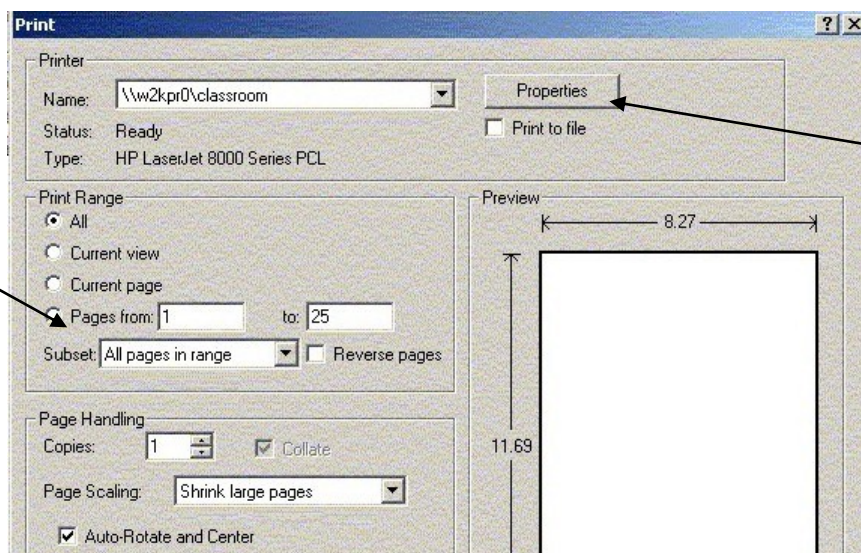 Print
Printer
Name: \\w2kpr0\classroom
Properties
Status: Ready
Print to file
Type: HP LaserJet 8000 Series PCL
Print Range
All
Current view
Current page
Pages from: 1 to: 25
Subset: All pages in range
Reverse pages
Preview
8.27
11.69
Page Handling
Copies: 1
Collate
Page Scaling: Shrink large pages
Auto-Rotate and Center